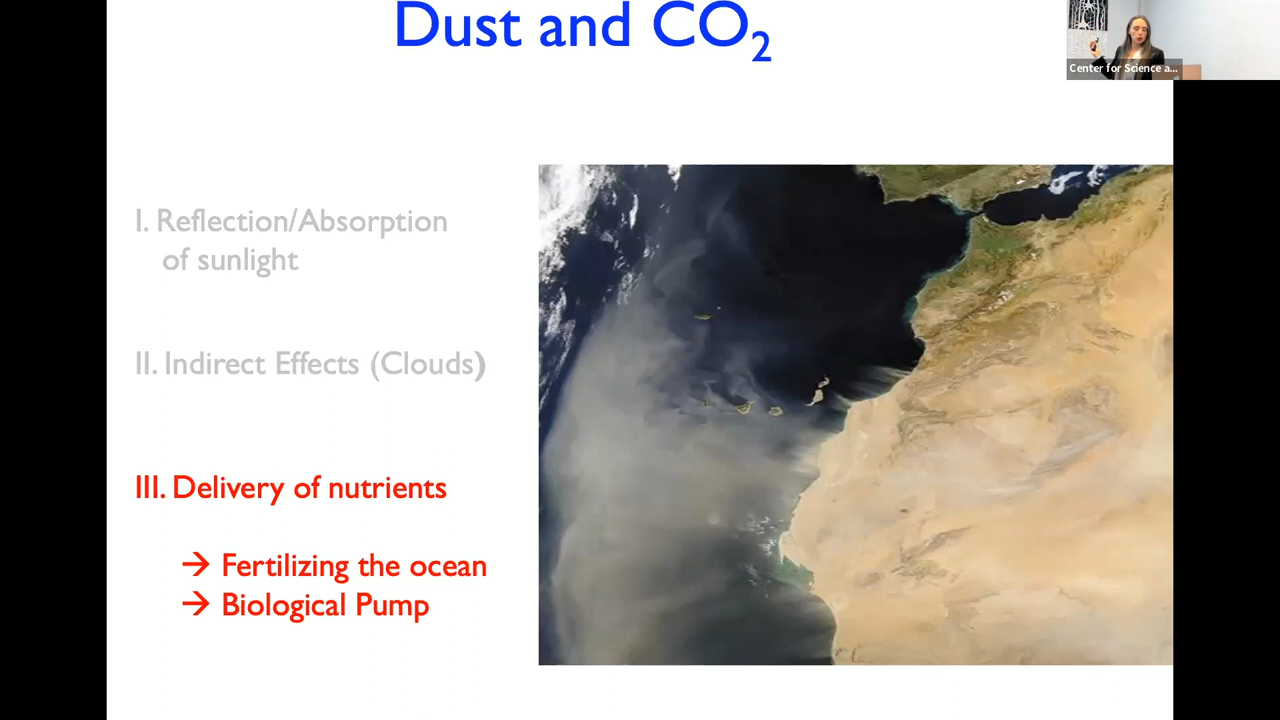 Dust and CO₂
Center for Science a...
I. Reflection/Absorption
of sunlight
II. Indirect Effects (Clouds)
III. Delivery of nutrients
→ Fertilizing the ocean
→ Biological Pump